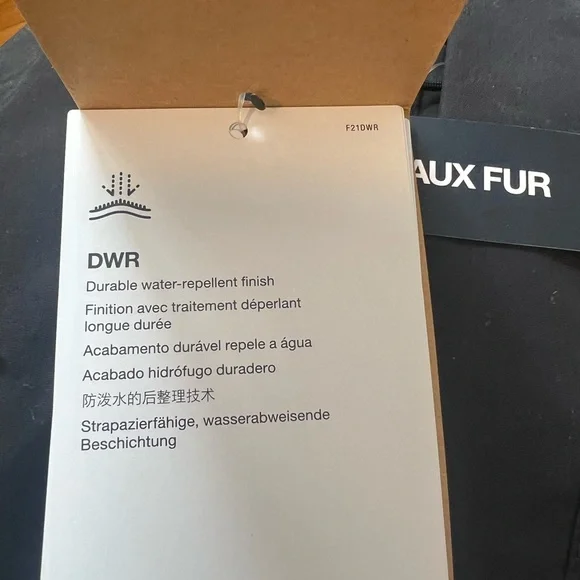 F21DWR
AUX FUR
DWR
Durable water-repellent finish
Finition avec traitement déperlant
longue durée
Acabamento durável repele a água
Acabado hidrófugo duradero
防泼水的后整理技术
Strapazierfähige, wasserabweisende
Beschichtung